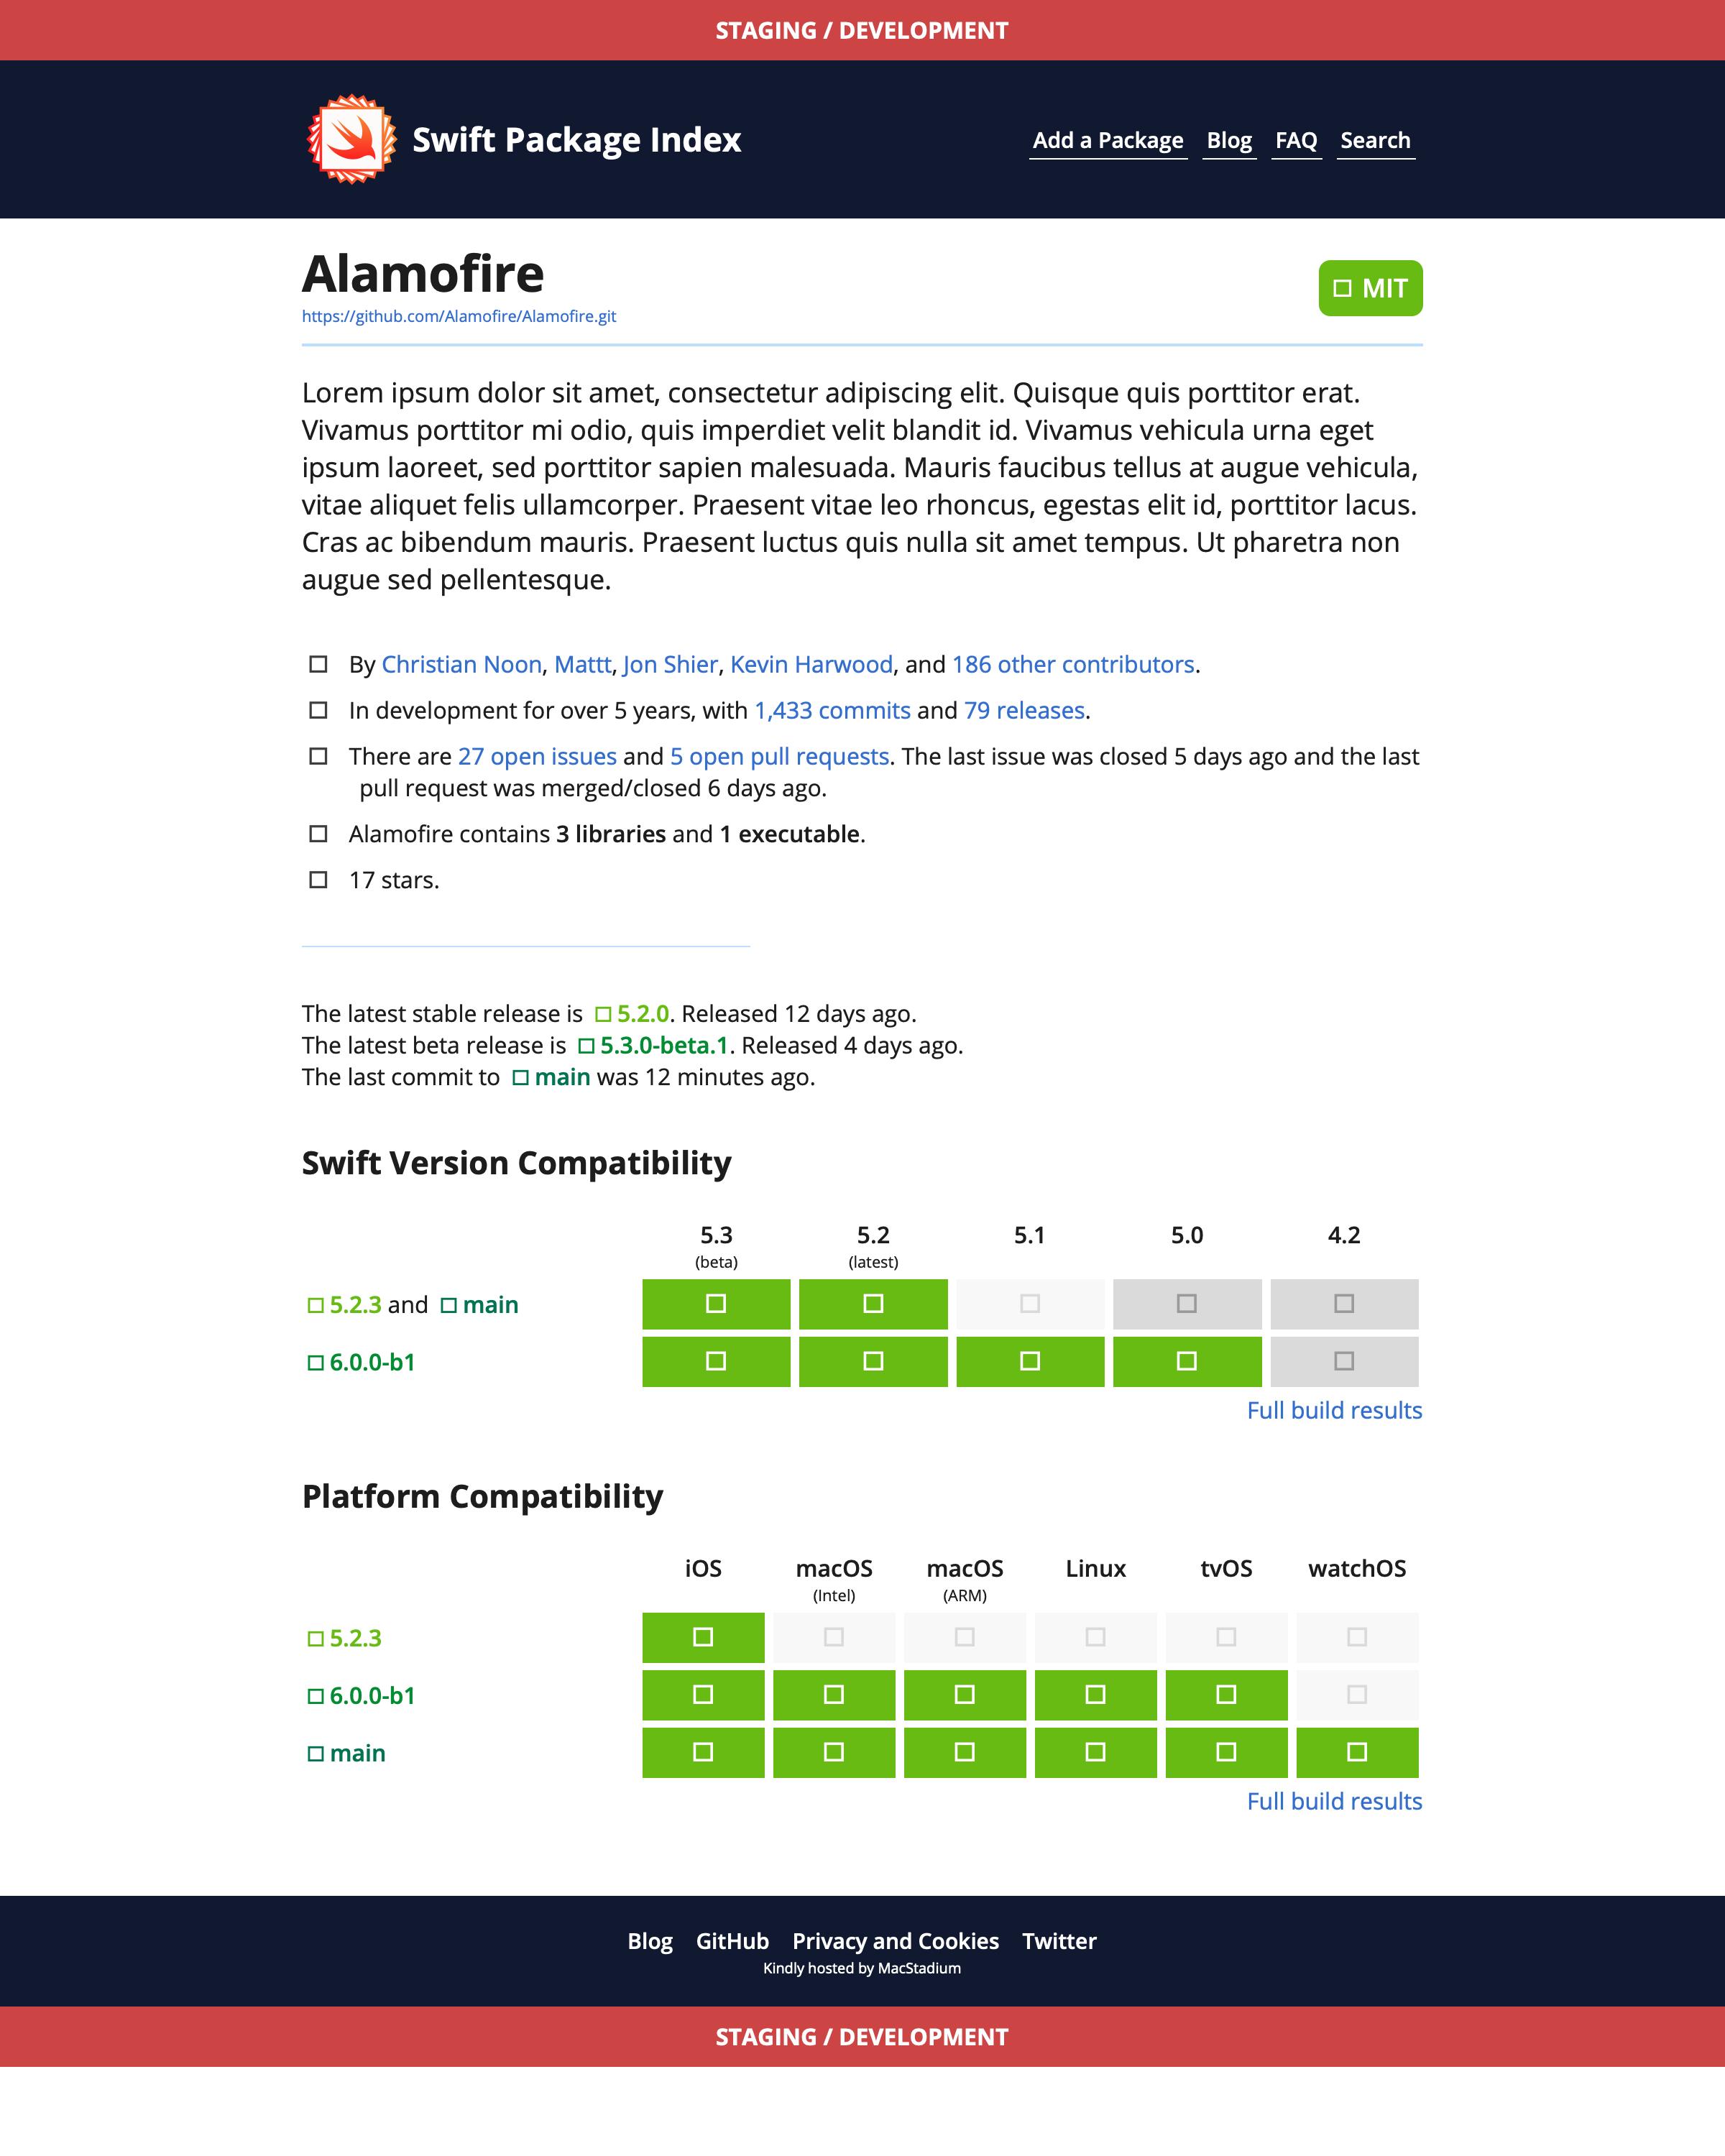 STAGING / DEVELOPMENT
Swift Package Index
Add a Package Blog FAQ Search
Alamofire
MIT
https://github.com/Alamofire/Alamofire.git
Lorem ipsum dolor sit amet, consectetur adipiscing elit. Quisque quis porttitor erat.
Vivamus porttitor mi odio, quis imperdiet velit blandit id. Vivamus vehicula urna eget
ipsum laoreet, sed porttitor sapien malesuada. Mauris faucibus tellus at augue vehicula,
vitae aliquet felis ullamcorper. Praesent vitae leo rhoncus, egestas elit id, porttitor lacus.
Cras ac bibendum mauris. Praesent luctus quis nulla sit amet tempus. Ut pharetra non
augue sed pellentesque.
By Christian Noon, Mattt, Jon Shier, Kevin Harwood, and 186 other contributors.
In development for over 5 years, with 1,433 commits and 79 releases.
There are 27 open issues and 5 open pull requests. The last issue was closed 5 days ago and the last
pull request was merged/closed 6 days ago.
Alamofire contains 3 libraries and 1 executable.
17 stars.
The latest stable release is 5.2.0. Released 12 days ago.
The latest beta release is 5.3.0-beta.1. Released 4 days ago.
The last commit to main was 12 minutes ago.
Swift Version Compatibility
5.3 5.2 5.1 5.0 4.2
(beta) (latest)
5.2.3 and main
6.0.0-b1
Full build results
Platform Compatibility
iOS macOS macOS Linux tvOS watchOS
(Intel) (ARM)
5.2.3
6.0.0-b1
main
Full build results
Blog GitHub Privacy and Cookies Twitter
Kindly hosted by MacStadium
STAGING / DEVELOPMENT